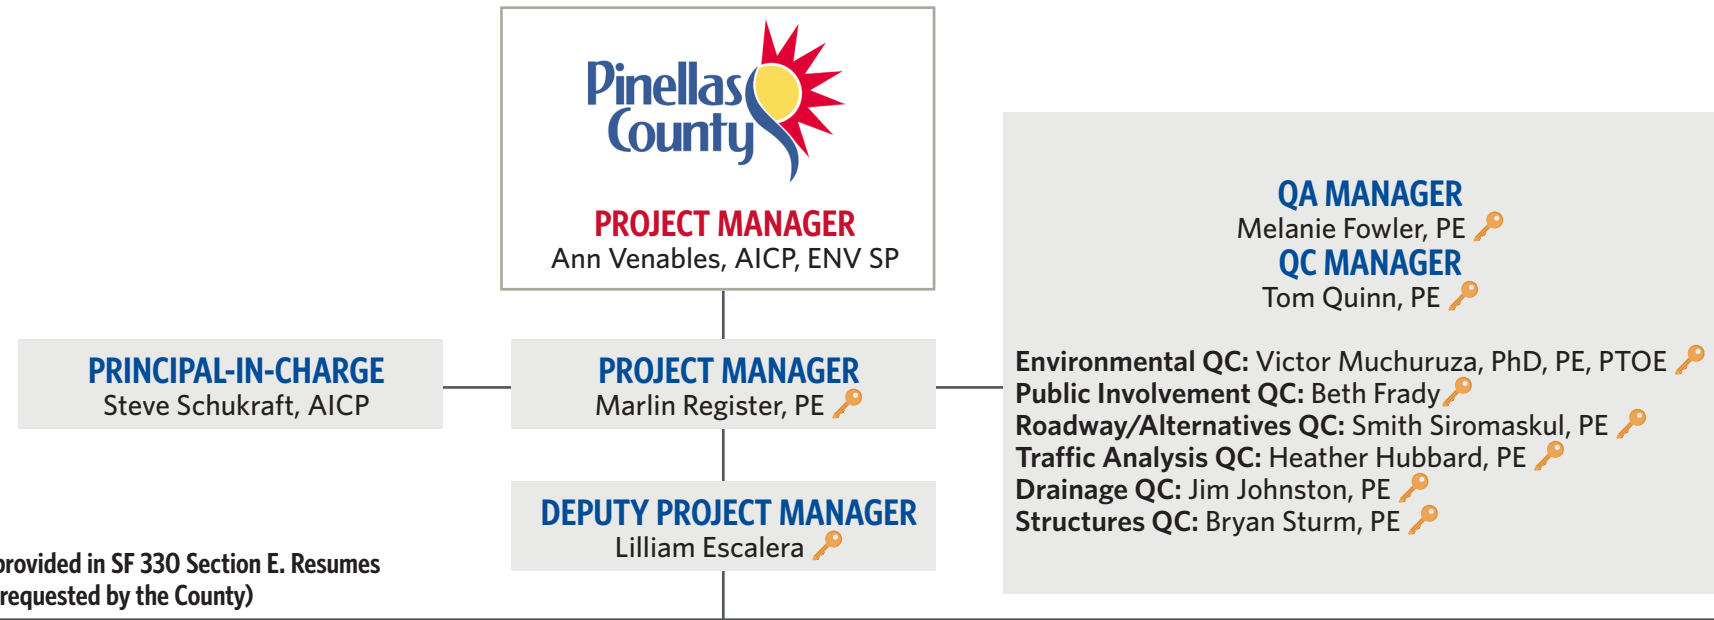 Pinellas
County
PROJECT MANAGER
Ann Venables, AICP, ENV SP
PRINCIPAL-IN-CHARGE
Steve Schukraft, AICP
PROJECT MANAGER
Marlin Register, PE
DEPUTY PROJECT MANAGER
Lilliam Escalera
QA MANAGER
Melanie Fowler, PE
QC MANAGER
Tom Quinn, PE
Environmental QC: Victor Muchuruza, PhD, PE, PTOE
Public Involvement QC: Beth Frady
Roadway/Alternatives QC: Smith Siromaskul, PE
Traffic Analysis QC: Heather Hubbard, PE
Drainage QC: Jim Johnston, PE
Structures QC: Bryan Sturm, PE
provided in SF 330 Section E. Resumes
requested by the County)